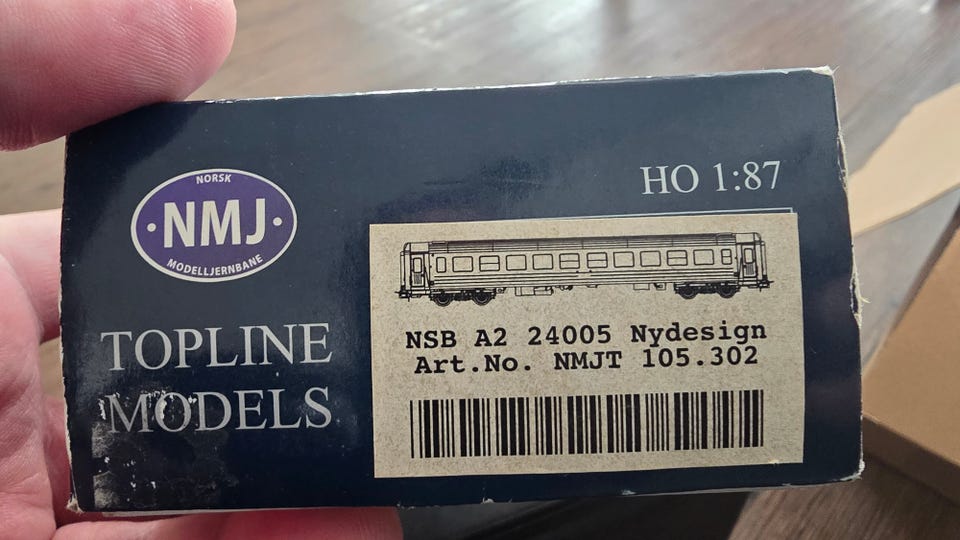 NORSK
·NMJ·
MODELLJERNBANE
TOPLINE
MODELS
HO 1:87
NSB A2 24005 Nydesign
Art.No. NMJT 105.302